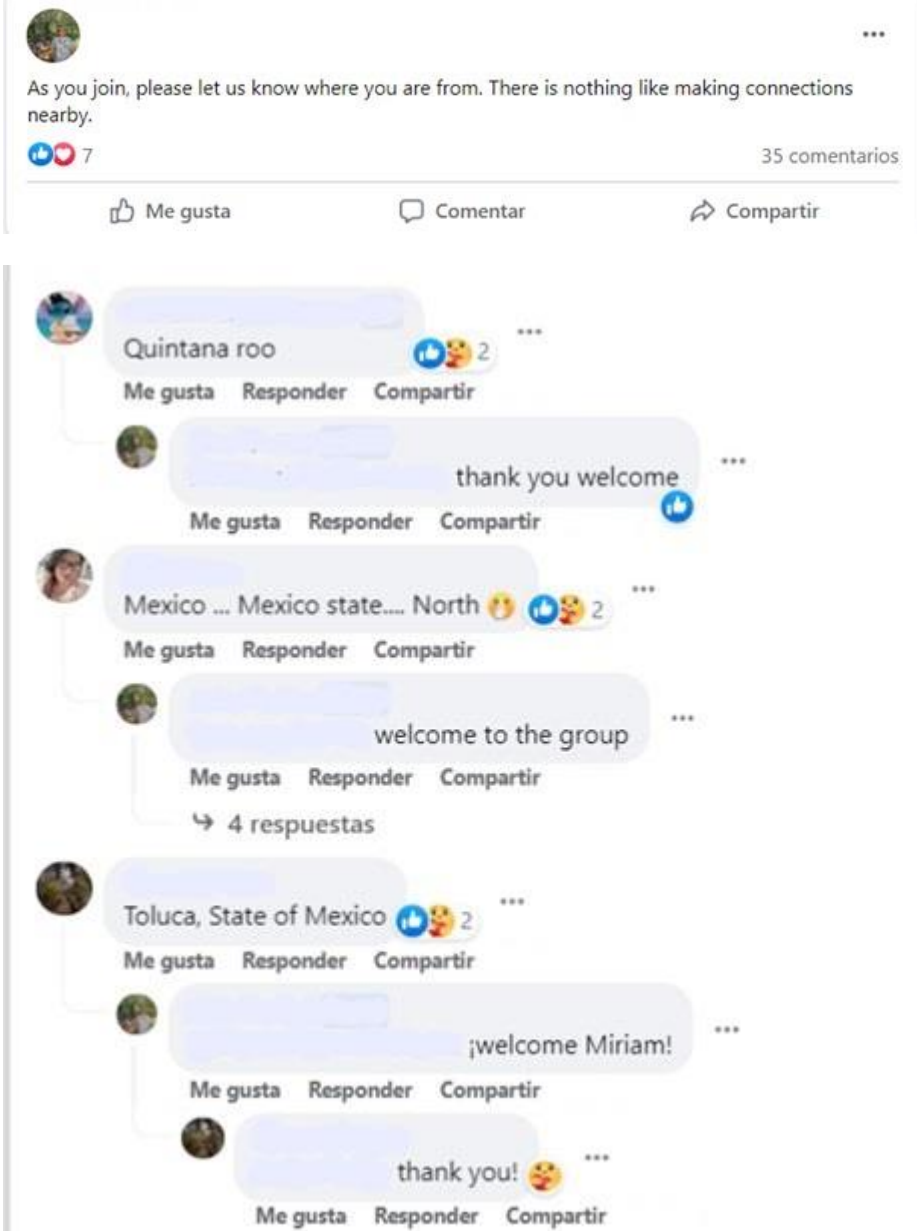 As you join, please let us know where you are from. There is nothing like making connections
nearby.
7
35 comentarios
Me gusta Comentar Compartir
Quintana roo
2
Me gusta Responder Compartir
thank you welcome
Me gusta Responder Compartir
Mexico ... Mexico state.... North 2
Me gusta Responder Compartir
welcome to the group
Me gusta Responder Compartir
4 respuestas
Toluca, State of Mexico 2
Me gusta Responder Compartir
¡welcome Miriam!
Me gusta Responder Compartir
thank you!
Me gusta Responder Compartir